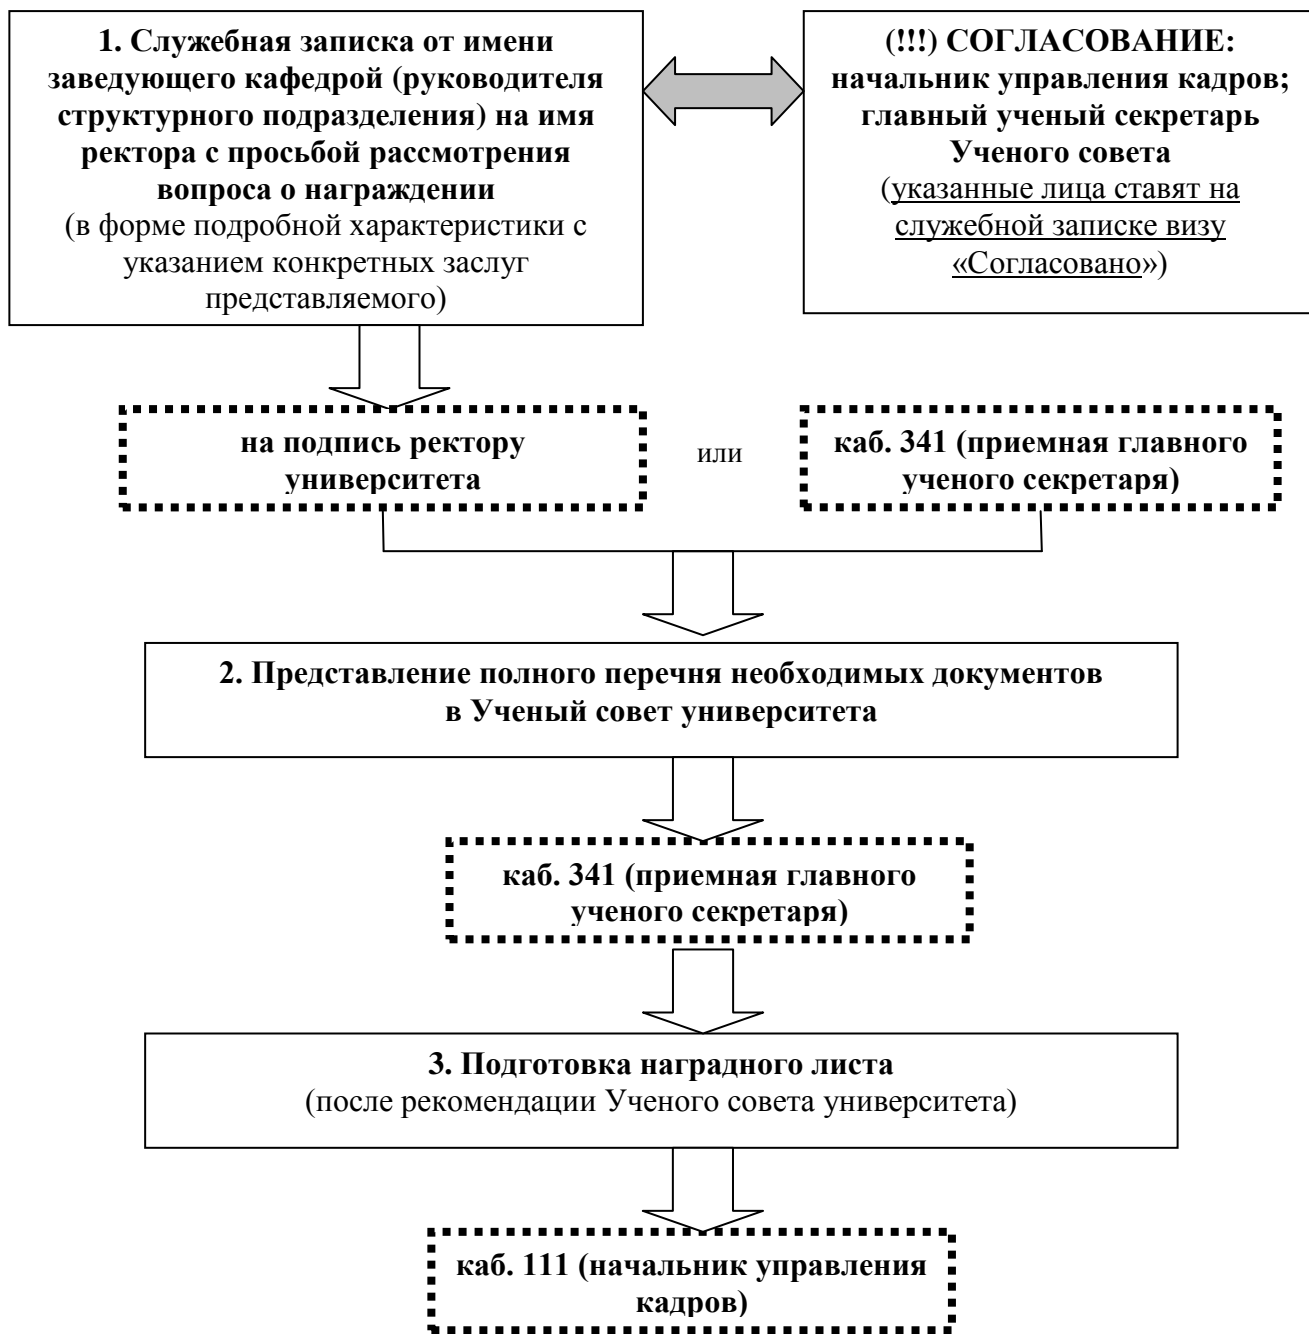 1. Служебная записка от имени
заведующего кафедрой (руководителя
структурного подразделения) на имя
ректора с просьбой рассмотрения
вопроса о награждении
(в форме подробной характеристики с
указанием конкретных заслуг
представляемого)
(!!!) СОГЛАСОВАНИЕ:
начальник управления кадров;
главный ученый секретарь
Ученого совета
(указанные лица ставят на
служебной записке визу
«Согласовано»)
на подпись ректору
университета
или
каб. 341 (приемная главного
ученого секретаря)
2. Представление полного перечня необходимых документов
в Ученый совет университета
каб. 341 (приемная главного
ученого секретаря)
3. Подготовка наградного листа
(после рекомендации Ученого совета университета)
каб. 111 (начальник управления
кадров)